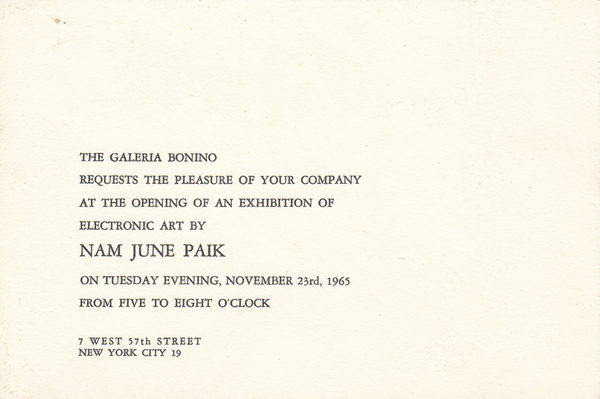 THE GALERIA BONINO
REQUESTS THE PLEASURE OF YOUR COMPANY
AT THE OPENING OF AN EXHIBITION OF
ELECTRONIC ART BY
NAM JUNE PAIK
ON TUESDAY EVENING, NOVEMBER 23rd, 1965
FROM FIVE TO EIGHT O'CLOCK
7 WEST 57th STREET
NEW YORK CITY 19